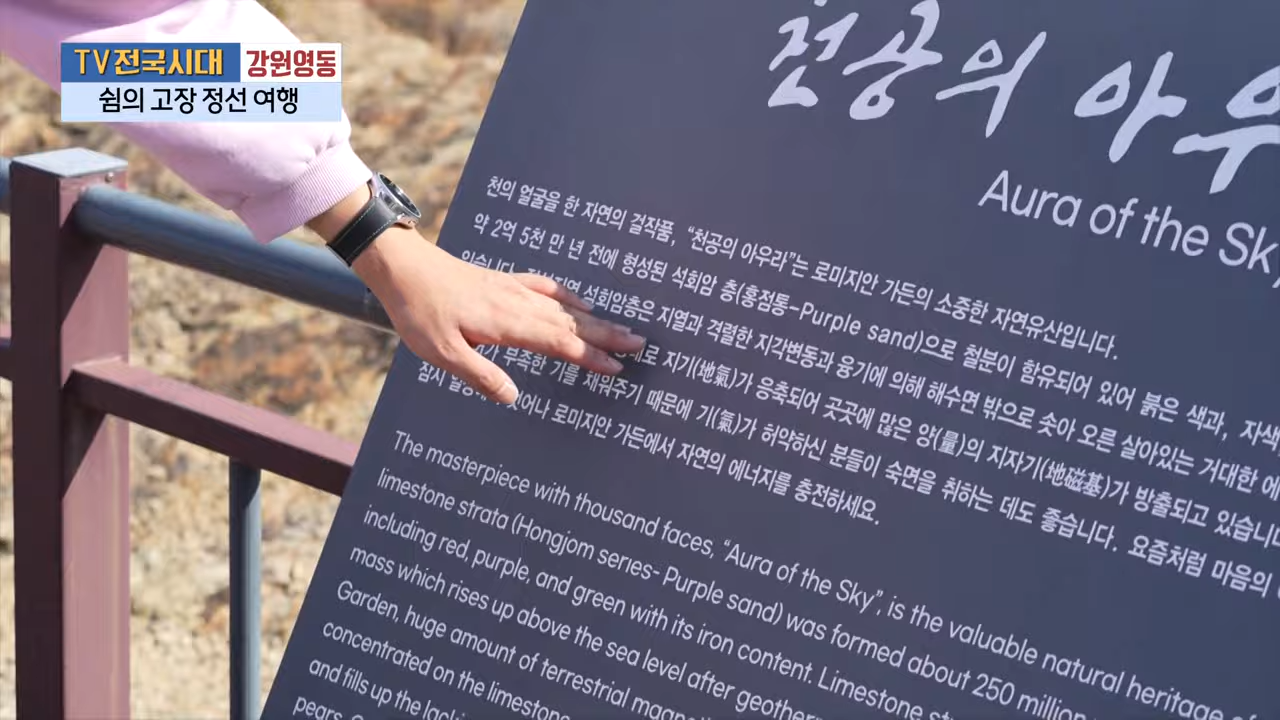 TV전국시대 강원영동
쉼의 고장 정선 여행
천공의 아우
Aura of the Sk
천의 얼굴을 한 자연의 걸작품, “천공의 아우라”는 로미지안 가든의 소중한 자연유산입니다.
약 2억 5천 만 년 전에 형성된 석회암 층(홍점통-Purple sand)으로 철분이 함유되어 있어 붉은 색과, 자색,
있습니다. 석회암층은 지열과 격렬한 지각변동과 융기에 의해 해수면 밖으로 솟아 오른 살아있는 거대한 에
지기(地氣)가 응축되어 곳곳에 많은 양(量)의 지자기(地磁基)가 방출되고 있습니
부족한 기를 채워주기 때문에 기(氣)가 허약하신 분들이 숙면을 취하는 데도 좋습니다. 요즘처럼 마음의
잠시 로미지안 가든에서 자연의 에너지를 충전하세요.
The masterpiece with thousand faces, “Aura of the Sky”, is the valuable natural heritage of
limestone strata (Hongjom series- Purple sand) was formed about 250 million
including red, purple, and green with its iron content. Limestone
mass which rises up above the sea level after
Garden, huge amount of terrestrial
concentrated on the limestone
and fills up the
pears.